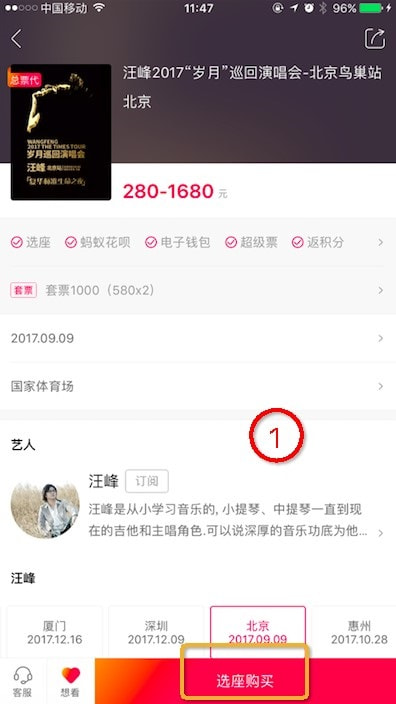 中国移动
11:47
96%
总票代
WANGFENG
2017 THE TIMES TOUR
岁月巡回演唱会
汪峰
汪峰2017“岁月”巡回演唱会-北京鸟巢站
北京
280-1680 元
选座 蚂蚁花呗 电子钱包 超级票 返积分
套票 套票1000（580x2）
2017.09.09
国家体育场
1
艺人
汪峰 订阅
汪峰是从小学习音乐的, 小提琴、中提琴一直到现
在的吉他和主唱角色.可以说深厚的音乐功底为他...
汪峰
厦门
2017.12.16
深圳
2017.12.09
北京
2017.09.09
惠州
2017.10.28
客服
想看
选座购买